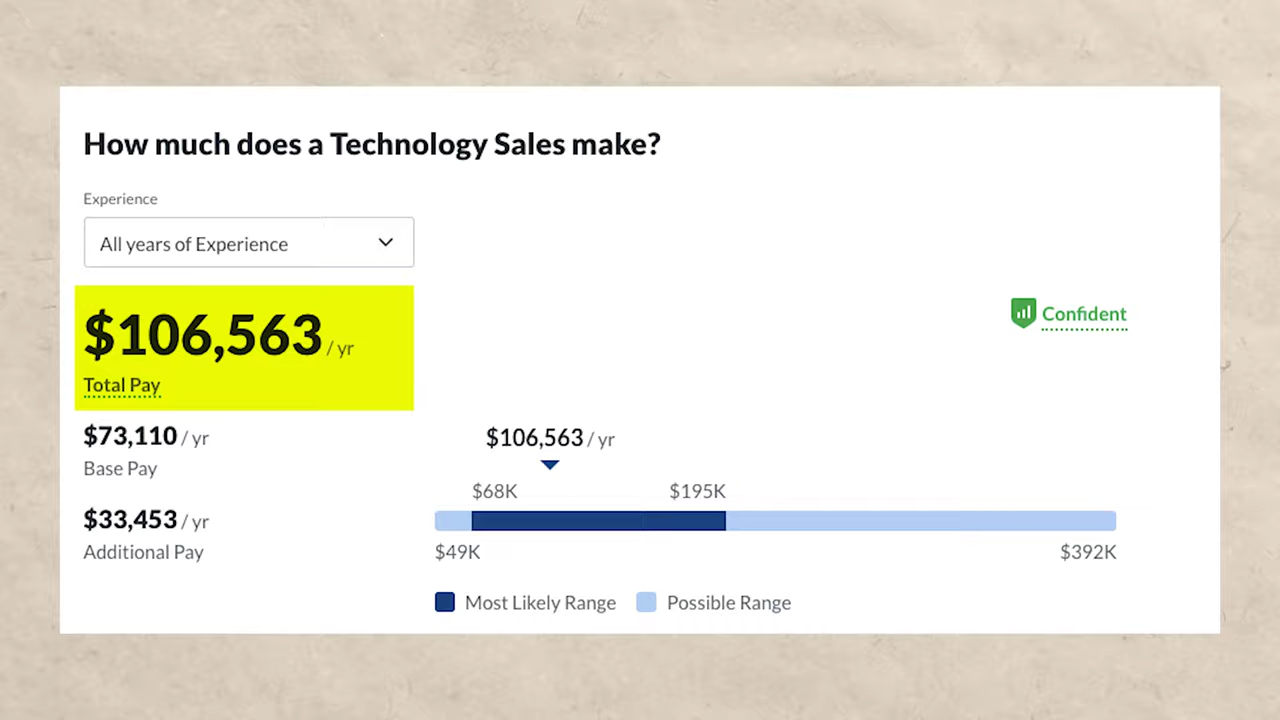 How much does a Technology Sales make?
Experience
All years of Experience
$106,563 / yr
Total Pay
Confident
$73,110 / yr
Base Pay
$33,453 / yr
Additional Pay
$106,563 / yr
$68K $195K
$49K $392K
Most Likely Range Possible Range